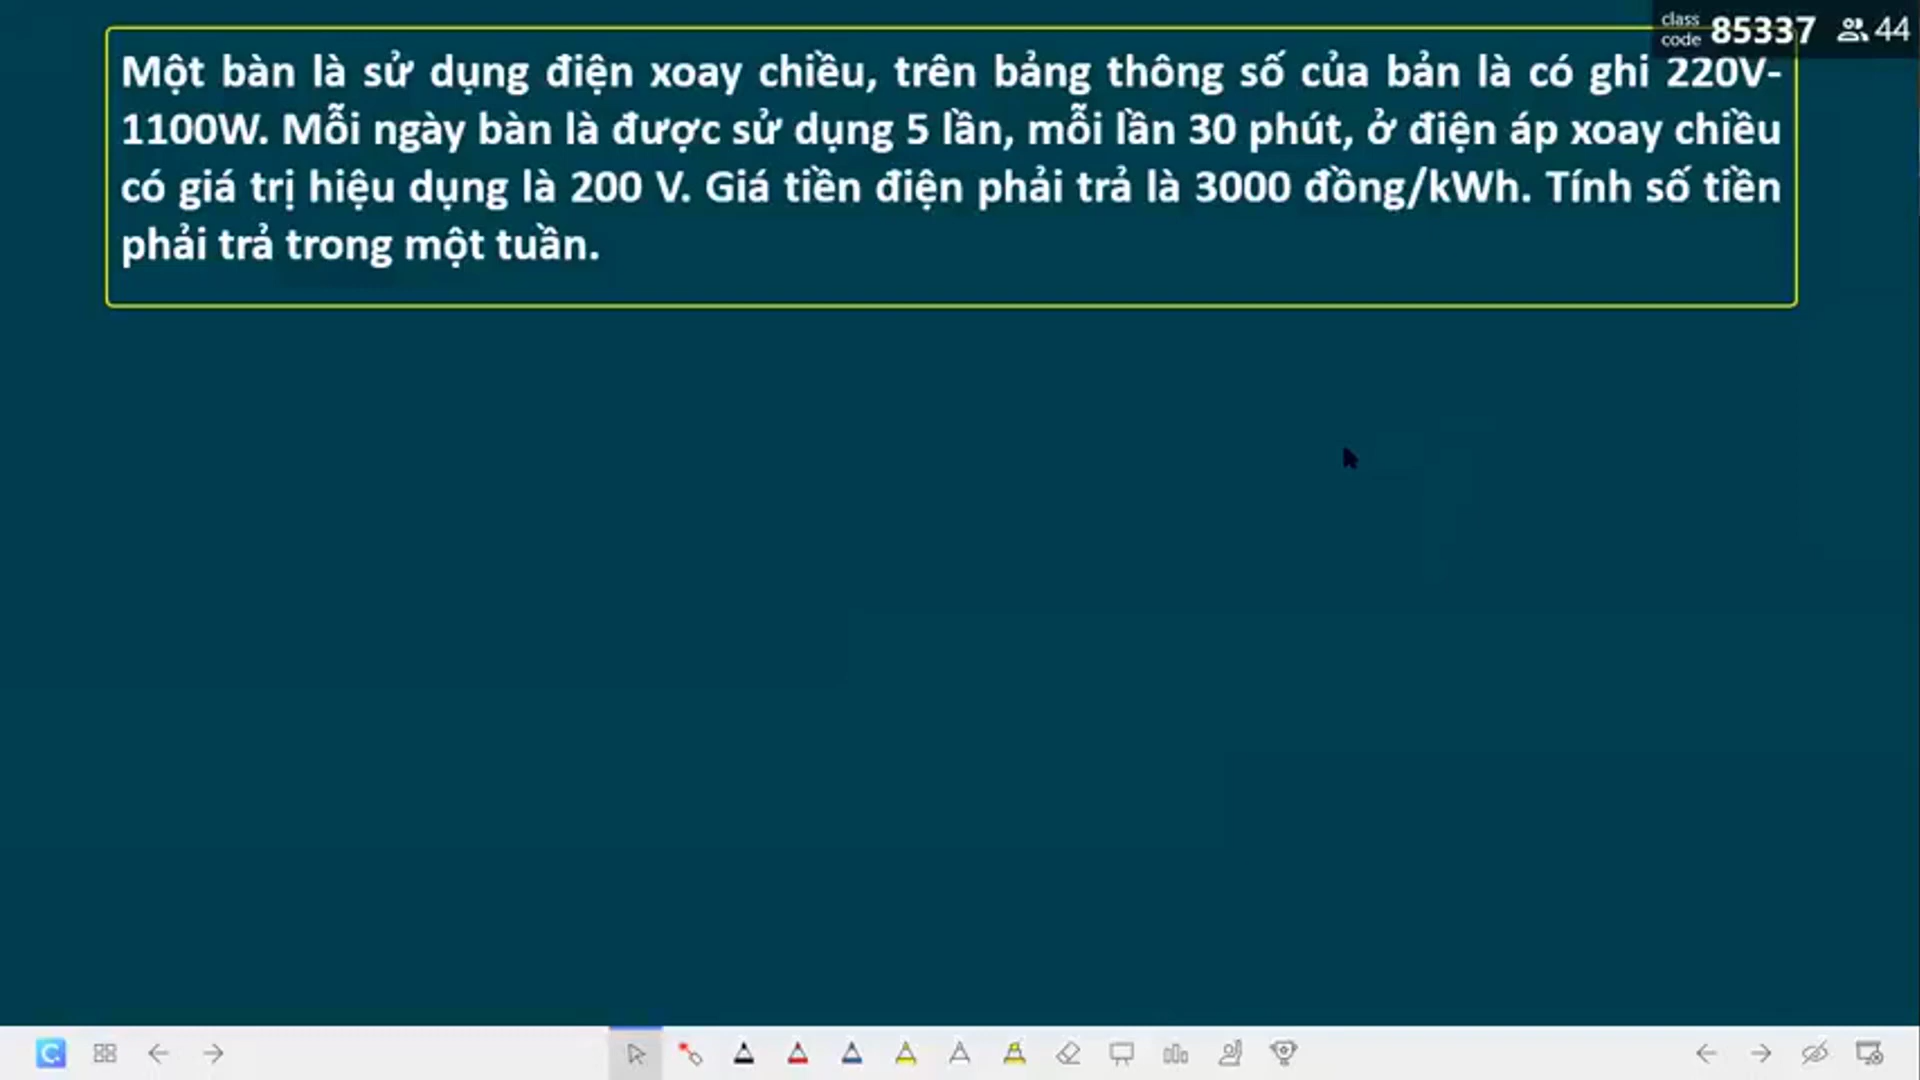 class
code 85337 44
Một bàn là sử dụng điện xoay chiều, trên bảng thông số của bản là có ghi 220V-
1100W. Mỗi ngày bàn là được sử dụng 5 lần, mỗi lần 30 phút, ở điện áp xoay chiều
có giá trị hiệu dụng là 200 V. Giá tiền điện phải trả là 3000 đồng/kWh. Tính số tiền
phải trả trong một tuần.